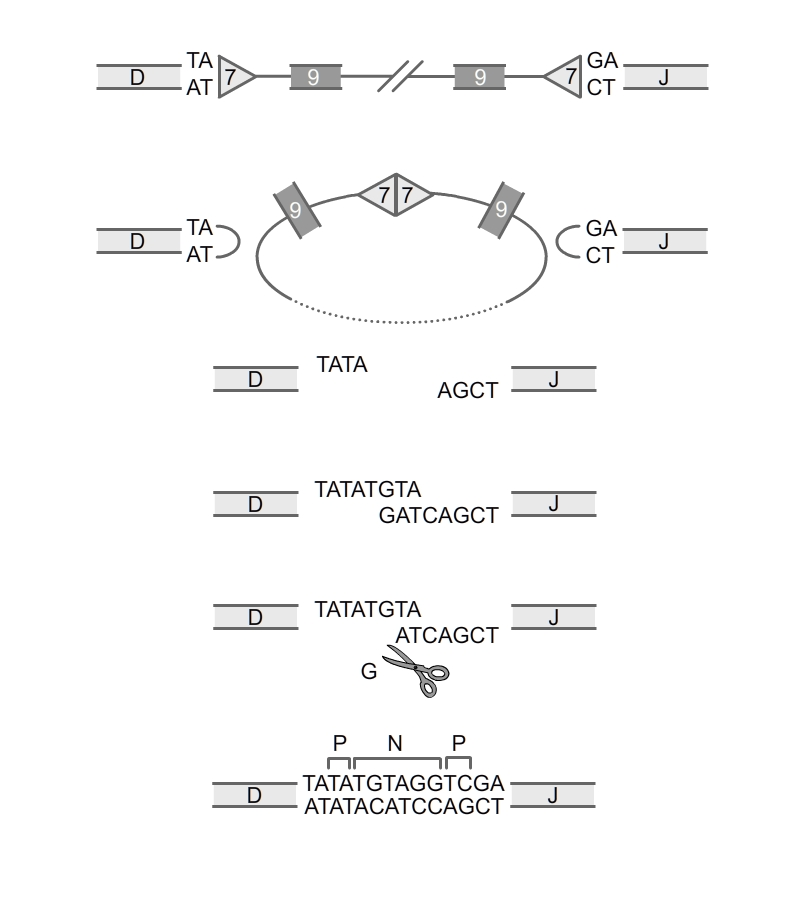 D TA 7 9 9 7 GA J
AT CT
7 7
9 9
D TA GA J
AT CT
TATA
D AGCT J
TATATGTA
D GATCAGCT J
TATATGTA
D ATCAGCT J
G
P N P
TATATGTAGGTCGA
D ATATACATCCAGCT J